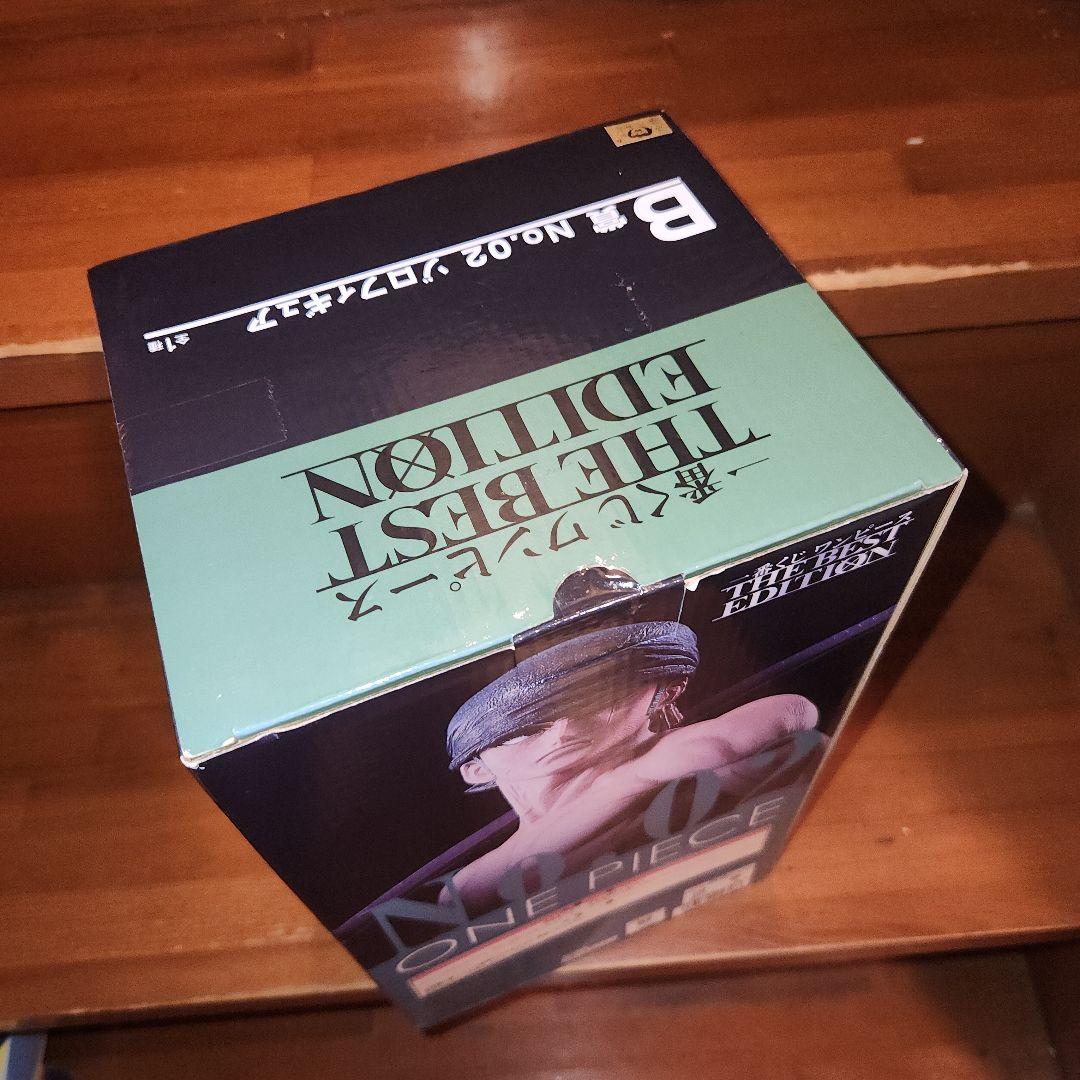 B賞 No.02 ゾロフィギュア
全1種
一番くじ ワンピース
THE BEST
EDITION
一番くじ ワンピース
THE BEST
EDITION
No.02
ONE PIECE